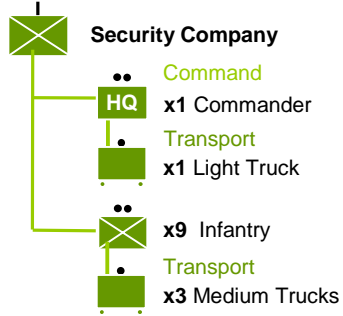 Security Company
Command
HQ
x1 Commander
Transport
x1 Light Truck
x9 Infantry
Transport
x3 Medium Trucks